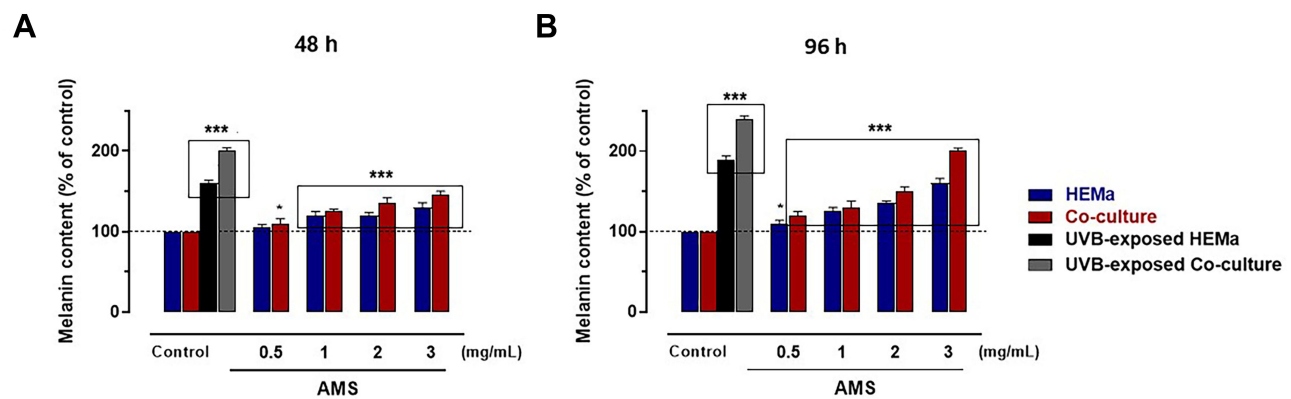 A
48 h
Melanin content (% of control)
200
100
0
***
*
***
Control
0.5 1 2 3 (mg/mL)
AMS
B
96 h
Melanin content (% of control)
200
100
0
***
*
***
Control
0.5 1 2 3 (mg/mL)
AMS
HEMa
Co-culture
UVB-exposed HEMa
UVB-exposed Co-culture